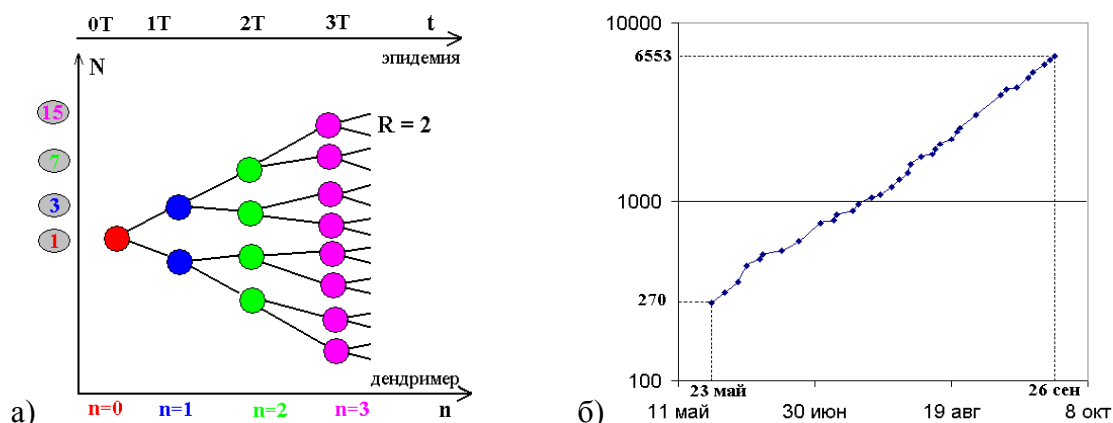 0T 1T 2T 3T t
эпидемия
N
15
R = 2
7
3
1
дендример
а) n=0 n=1 n=2 n=3 n
10000
6553
1000
270
100
23 май 26 сен
б) 11 май 30 июн 19 авг 8 окт